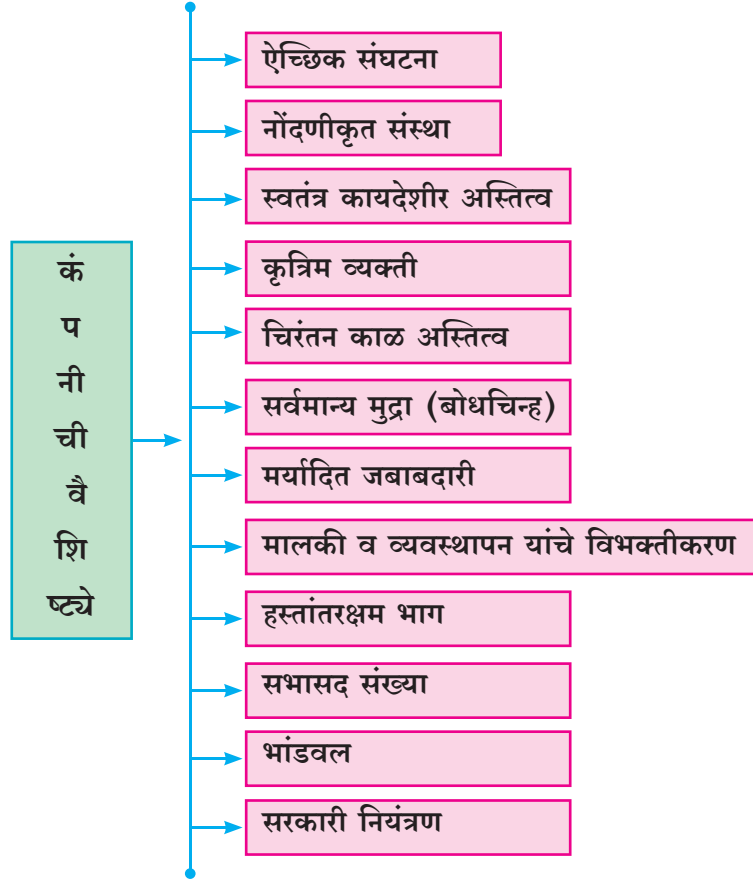 कं
प
नी
ची
वै
शि
ष्ट्ये
ऐच्छिक संघटना
नोंदणीकृत संस्था
स्वतंत्र कायदेशीर अस्तित्व
कृत्रिम व्यक्ती
चिरंतन काळ अस्तित्व
सर्वमान्य मुद्रा (बोधचिन्ह)
मर्यादित जबाबदारी
मालकी व व्यवस्थापन यांचे विभक्तीकरण
हस्तांतरक्षम भाग
सभासद संख्या
भांडवल
सरकारी नियंत्रण